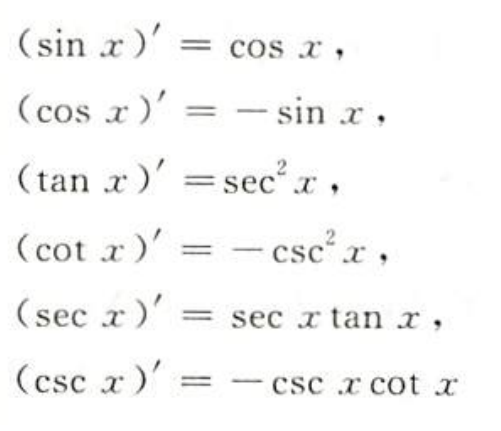 (sin x)′ = cos x,
(cos x)′ = −sin x,
(tan x)′ = sec² x,
(cot x)′ = −csc² x,
(sec x)′ = sec x tan x,
(csc x)′ = −csc x cot x